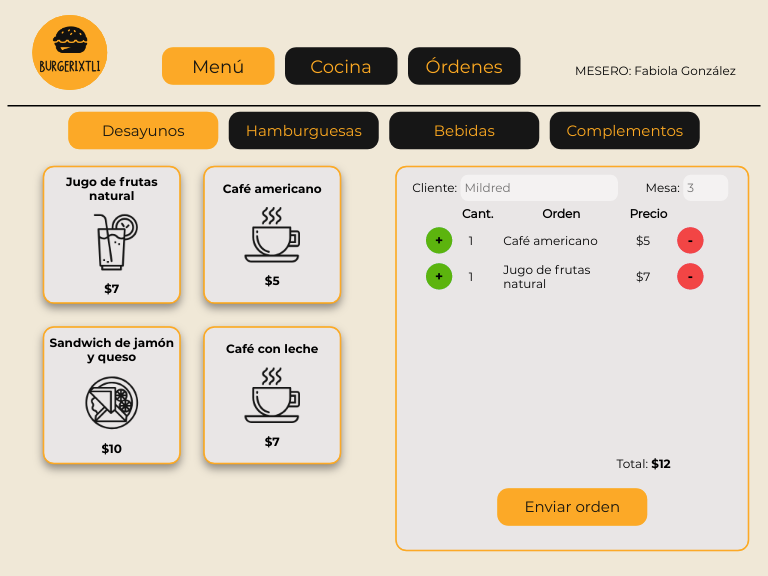 BURGERIXTLI
Menú
Cocina
Órdenes
MESERO: Fabiola González
Desayunos
Hamburguesas
Bebidas
Complementos
Jugo de frutas
natural
$7
Café americano
$5
Sandwich de jamón
y queso
$10
Café con leche
$7
Cliente: Mildred
Mesa: 3
Cant. Orden Precio
+ 1 Café americano $5 -
+ 1 Jugo de frutas
natural $7 -
Total: $12
Enviar orden